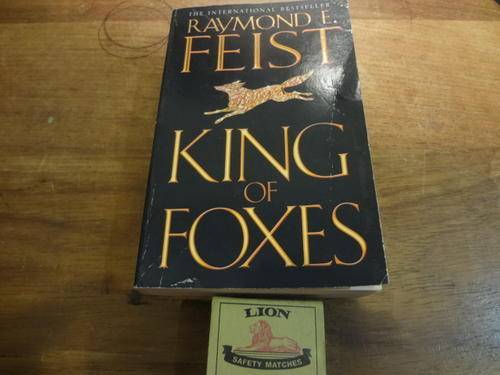 THE INTERNATIONAL BESTSELLER
RAYMOND E.
FEIST
KING
OF
FOXES
LION
SAFETY MATCHES